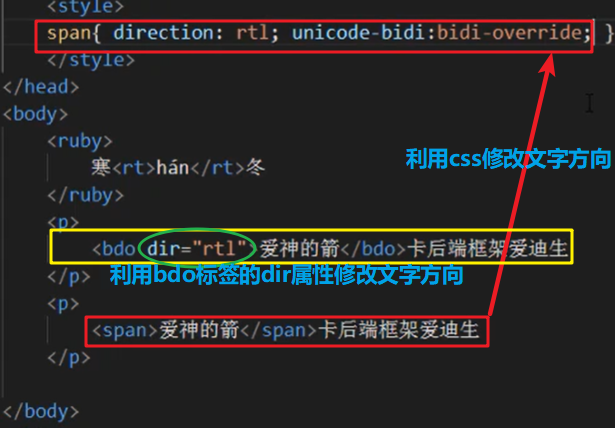 <style>
span{ direction: rtl; unicode-bidi:bidi-override; }
</style>
</head>
<body>
<ruby>
寒<rt>hán</rt>冬
利用css修改文字方向
</ruby>
<p>
<bdo dir="rtl">爱神的箭</bdo>卡后端框架爱迪生
</p>
利用bdo标签的dir属性修改文字方向
<p>
<span>爱神的箭</span>卡后端框架爱迪生
</p>
</body>